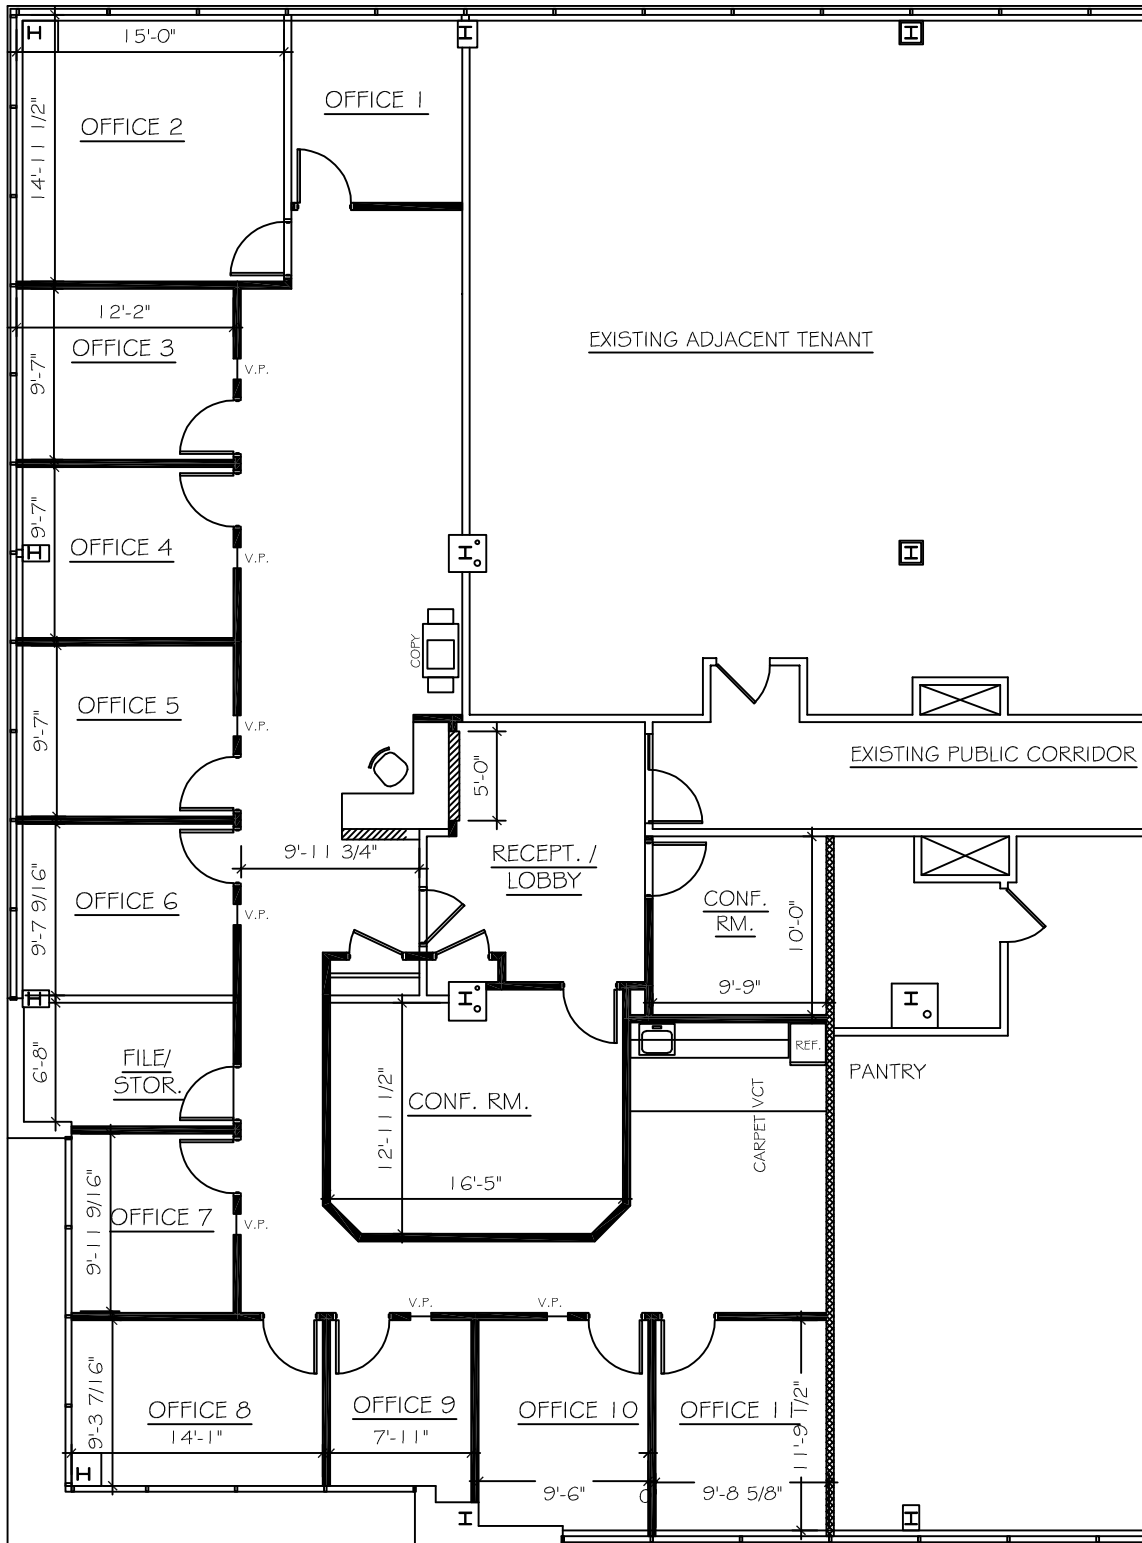 15'-0"
OFFICE 1
14'-11 1/2"
OFFICE 2
12'-2"
OFFICE 3
EXISTING ADJACENT TENANT
9'-7"
V.P.
9'-7"
OFFICE 4
V.P.
COPY
9'-7"
OFFICE 5
V.P.
5'-0"
EXISTING PUBLIC CORRIDOR
9'-11 3/4"
RECEPT. /
LOBBY
9'-7 9/16"
OFFICE 6
V.P.
CONF.
RM.
10'-0"
9'-9"
6'-8"
FILE/
STOR.
REF.
PANTRY
CONF. RM.
12'-11 1/2"
CARPET VCT
16'-5"
9'-11 9/16"
OFFICE 7
V.P.
V.P.
V.P.
9'-3 7/16"
OFFICE 8
14'-1"
OFFICE 9
7'-11"
OFFICE 10
9'-6"
OFFICE 11
11'-9 1/2"
9'-8 5/8"